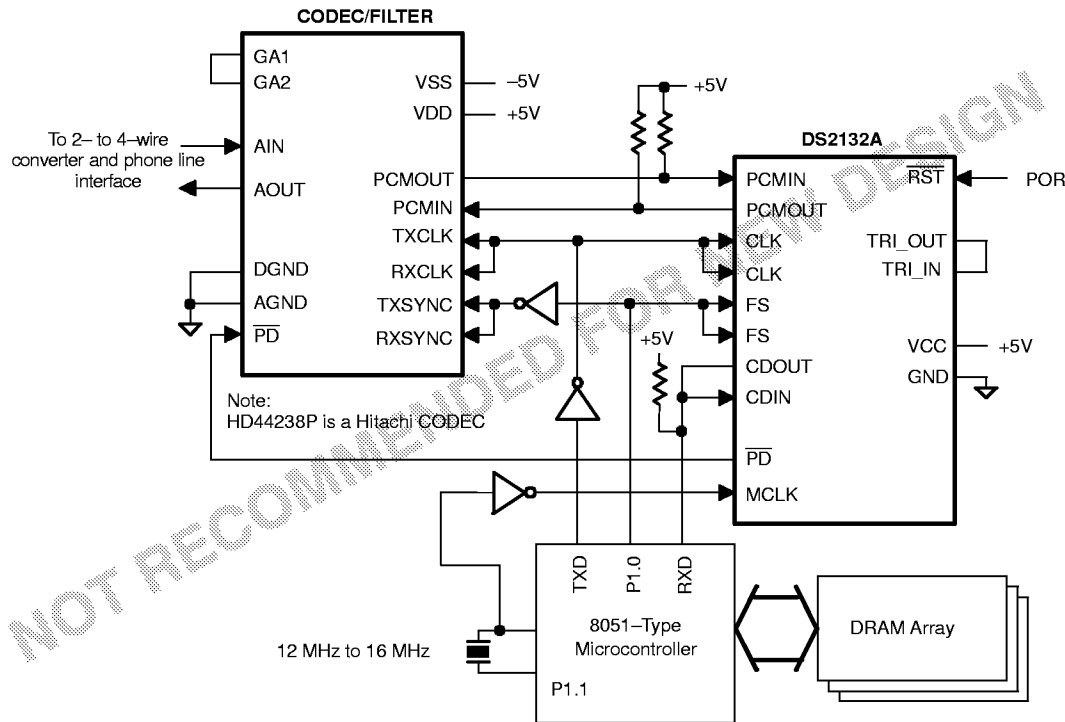 CODEC/FILTER
GA1
GA2
VSS
–5V
VDD
+5V
+5V
To 2– to 4–wire
converter and phone line
interface
AIN
AOUT
DS2132A
PCMOUT
PCMIN
RST
POR
PCMIN
PCMOUT
TXCLK
CLK
TRI_OUT
RXCLK
CLK
TRI_IN
DGND
AGND
TXSYNC
FS
PD
RXSYNC
FS
+5V
VCC
+5V
CDOUT
GND
CDIN
Note:
HD44238P is a Hitachi CODEC
PD
MCLK
TXD
P1.0
RXD
8051–Type
Microcontroller
P1.1
12 MHz to 16 MHz
DRAM Array
NOT RECOMMENDED FOR NEW DESIGN